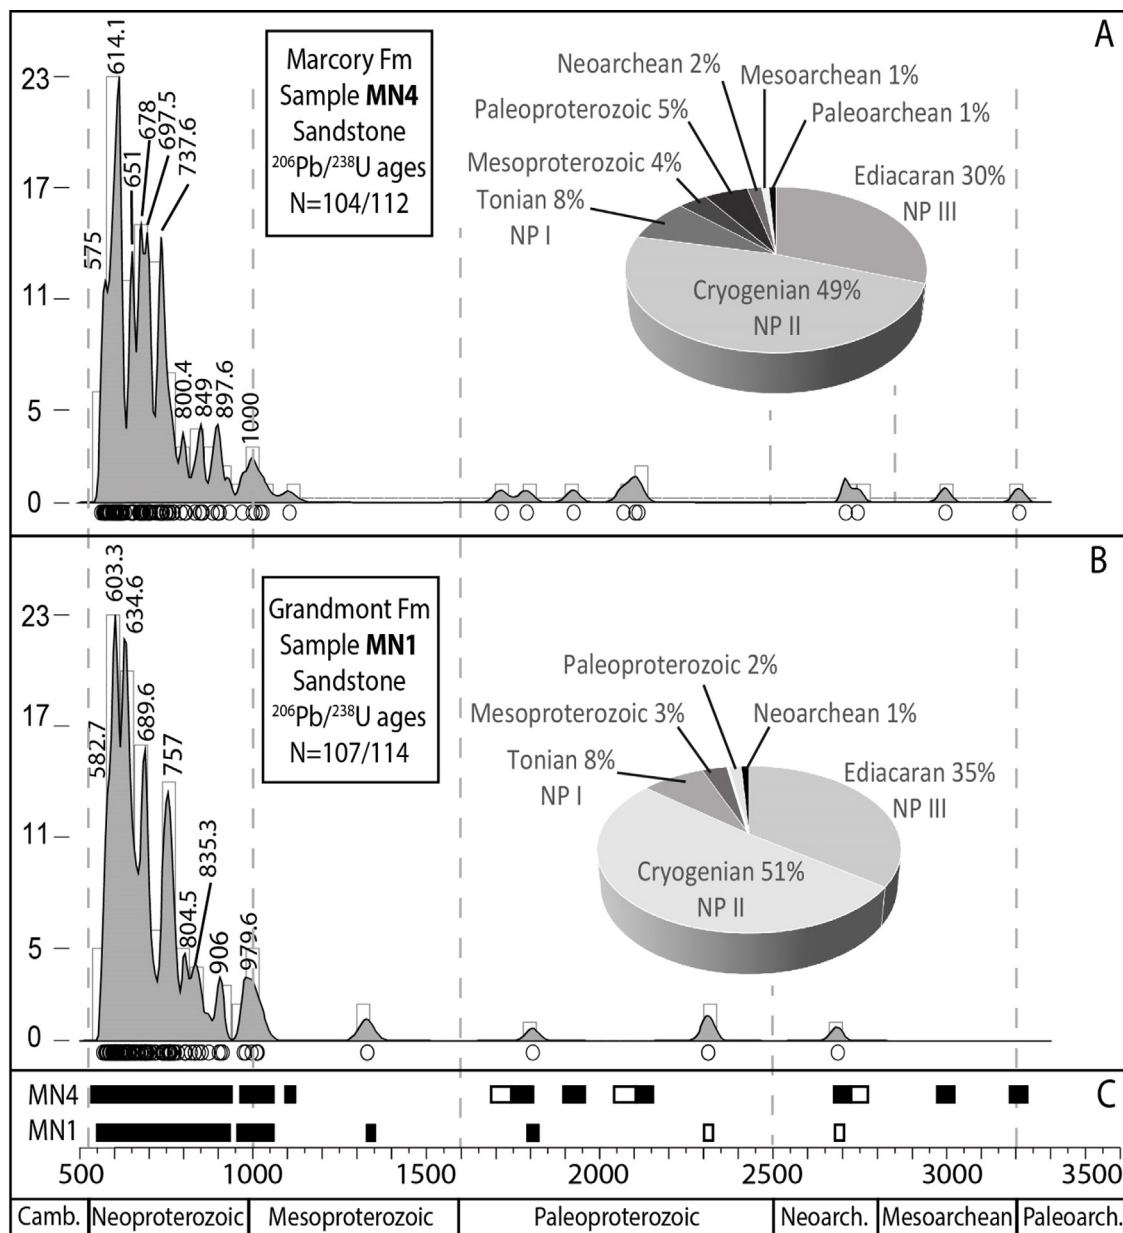 A
Marcory Fm
Sample MN4
Sandstone
²⁰⁶Pb/²³⁸U ages
N=104/112
23
17
11
5
0
575
614.1
651
678
697.5
737.6
800.4
849
897.6
1000
Neoarchean 2%
Mesoarchean 1%
Paleoproterozoic 5%
Paleoarchean 1%
Mesoproterozoic 4%
Tonian 8%
NP I
Ediacaran 30%
NP III
Cryogenian 49%
NP II
B
Grandmont Fm
Sample MN1
Sandstone
²⁰⁶Pb/²³⁸U ages
N=107/114
23
17
11
5
0
582.7
603.3
634.6
689.6
757
804.5
835.3
906
979.6
Paleoproterozoic 2%
Mesoproterozoic 3%
Neoarchean 1%
Tonian 8%
NP I
Ediacaran 35%
NP III
Cryogenian 51%
NP II
C
MN4
MN1
500 1000 1500 2000 2500 3000 3500
Camb. Neoproterozoic Mesoproterozoic Paleoproterozoic Neoarch. Mesoarchean Paleoarch.